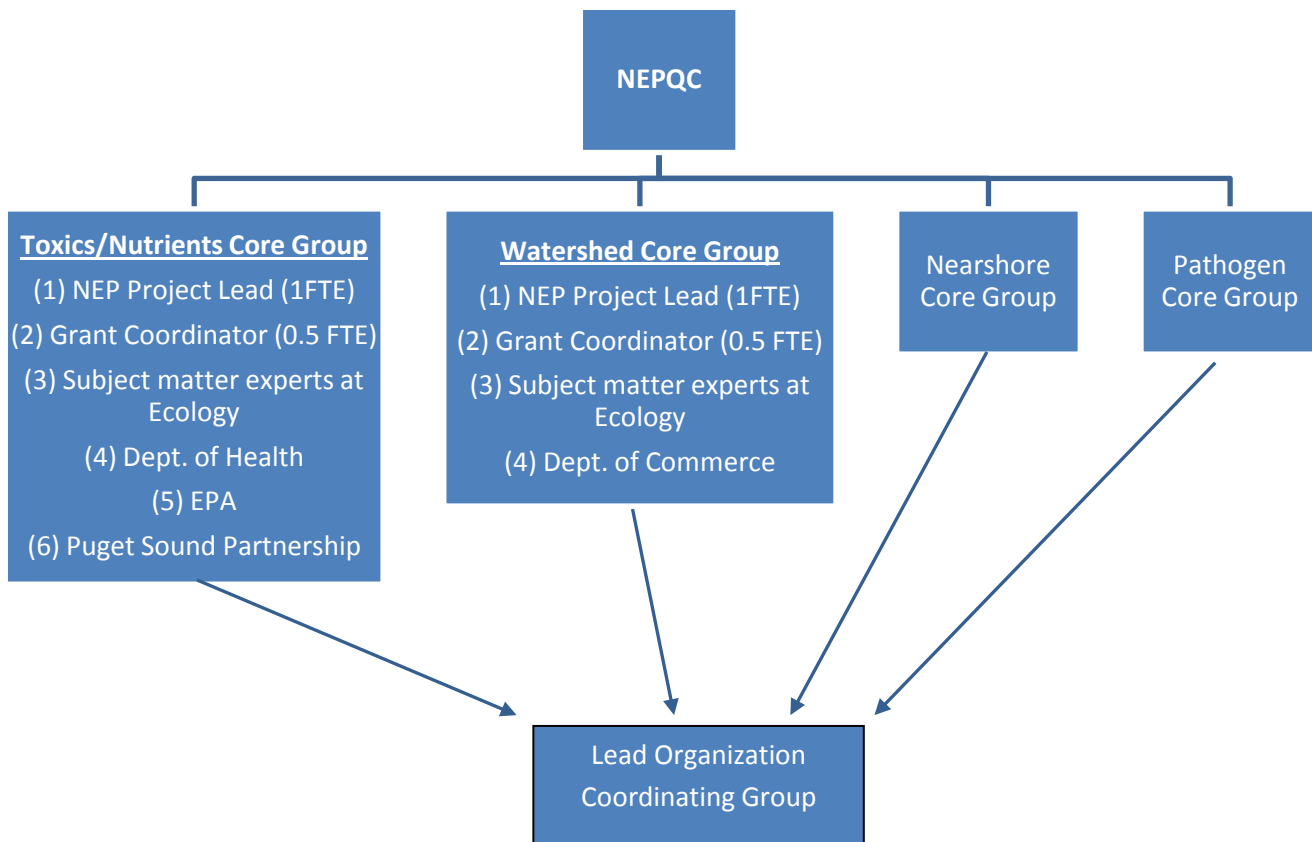 NEPQC
Toxics/Nutrients Core Group
(1) NEP Project Lead (1FTE)
(2) Grant Coordinator (0.5 FTE)
(3) Subject matter experts at
Ecology
(4) Dept. of Health
(5) EPA
(6) Puget Sound Partnership
Watershed Core Group
(1) NEP Project Lead (1FTE)
(2) Grant Coordinator (0.5 FTE)
(3) Subject matter experts at
Ecology
(4) Dept. of Commerce
Nearshore
Core Group
Pathogen
Core Group
Lead Organization
Coordinating Group